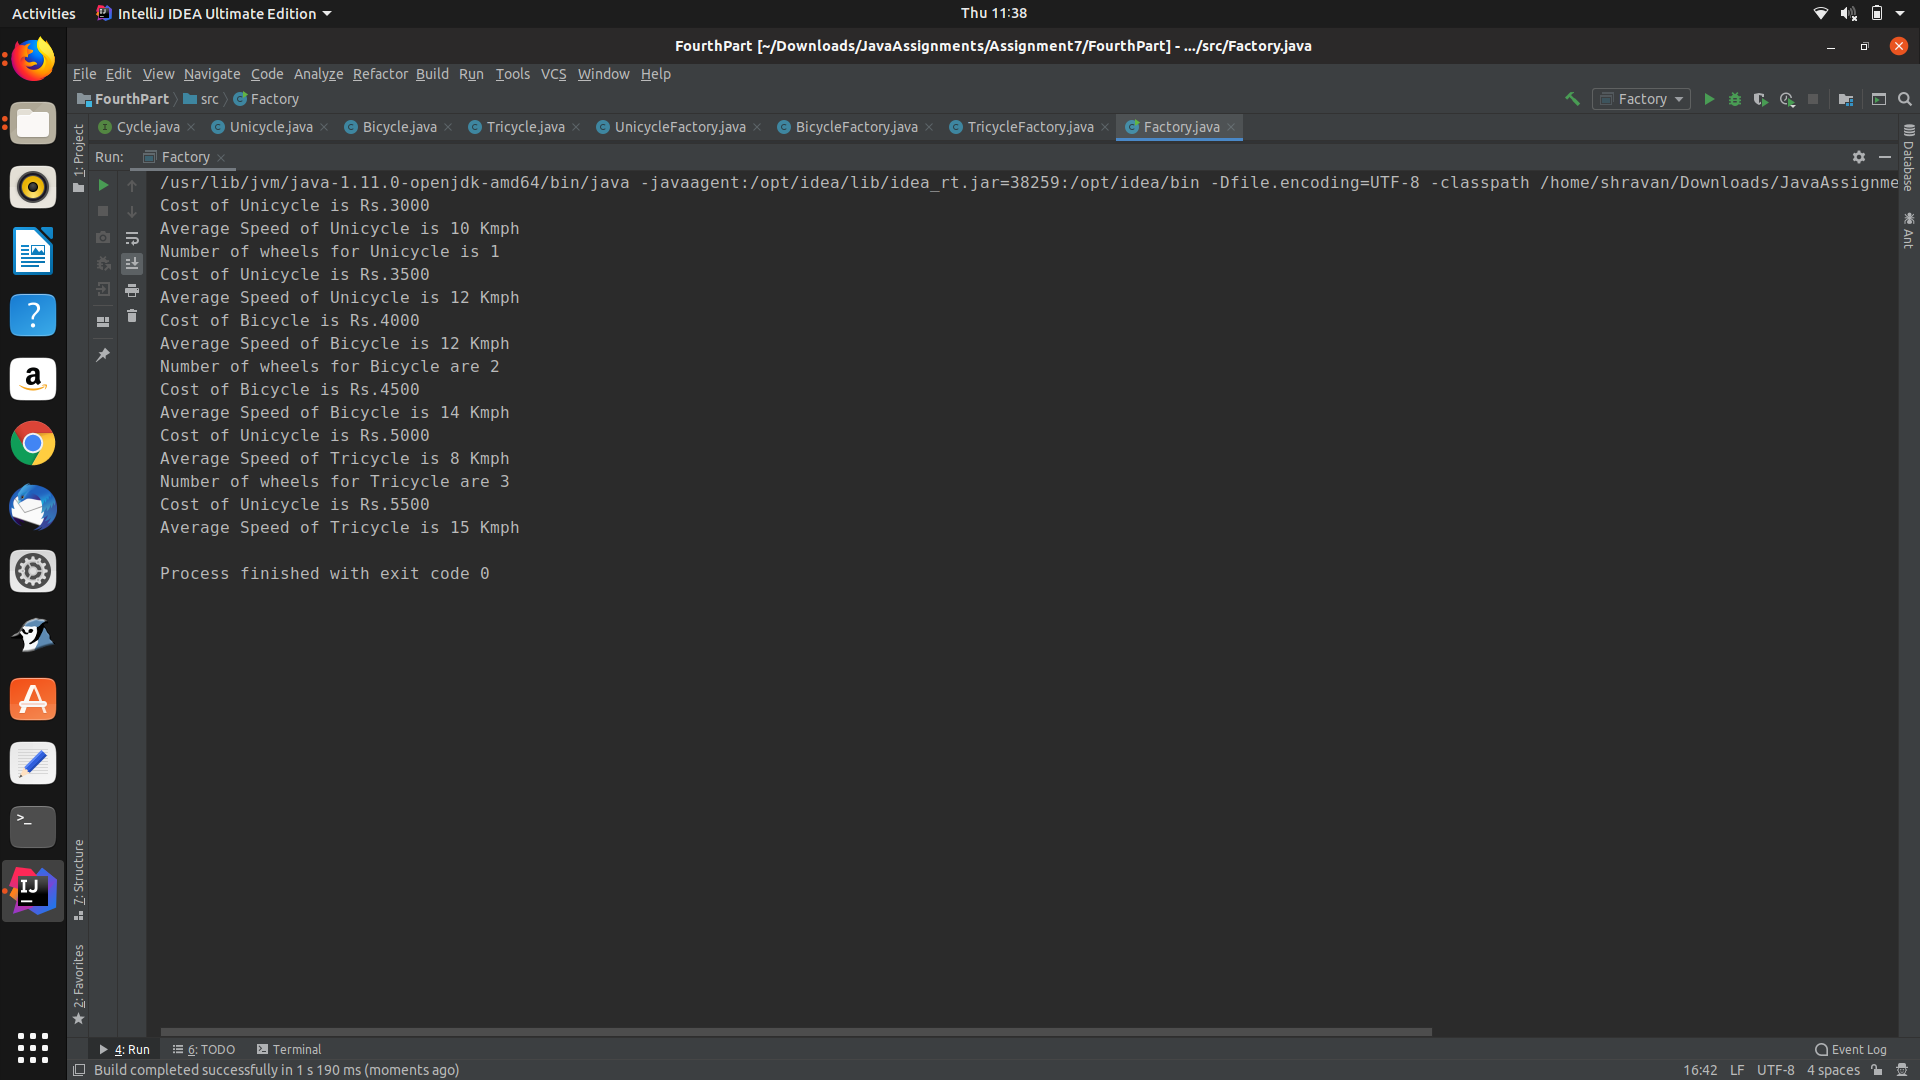 Activities IntelliJ IDEA Ultimate Edition Thu 11:38
FourthPart [~/Downloads/JavaAssignments/Assignment7/FourthPart] - .../src/Factory.java
File Edit View Navigate Code Analyze Refactor Build Run Tools VCS Window Help
FourthPart src Factory Factory
Cycle.java Unicycle.java Bicycle.java Tricycle.java UnicycleFactory.java BicycleFactory.java TricycleFactory.java Factory.java
Run: Factory
1: Project
Database
Ant
/usr/lib/jvm/java-1.11.0-openjdk-amd64/bin/java -javaagent:/opt/idea/lib/idea_rt.jar=38259:/opt/idea/bin -Dfile.encoding=UTF-8 -classpath /home/shravan/Downloads/JavaAssignme
Cost of Unicycle is Rs.3000
Average Speed of Unicycle is 10 Kmph
Number of wheels for Unicycle is 1
Cost of Unicycle is Rs.3500
Average Speed of Unicycle is 12 Kmph
Cost of Bicycle is Rs.4000
Average Speed of Bicycle is 12 Kmph
Number of wheels for Bicycle are 2
Cost of Bicycle is Rs.4500
Average Speed of Bicycle is 14 Kmph
Cost of Unicycle is Rs.5000
Average Speed of Tricycle is 8 Kmph
Number of wheels for Tricycle are 3
Cost of Unicycle is Rs.5500
Average Speed of Tricycle is 15 Kmph
Process finished with exit code 0
7: Structure
2: Favorites
4: Run 6: TODO Terminal Event Log
Build completed successfully in 1 s 190 ms (moments ago) 16:42 LF UTF-8 4 spaces